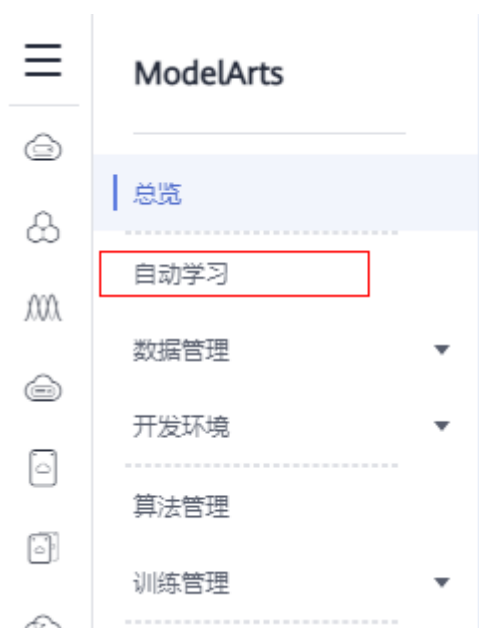 ModelArts
总览
自动学习
数据管理
开发环境
算法管理
训练管理